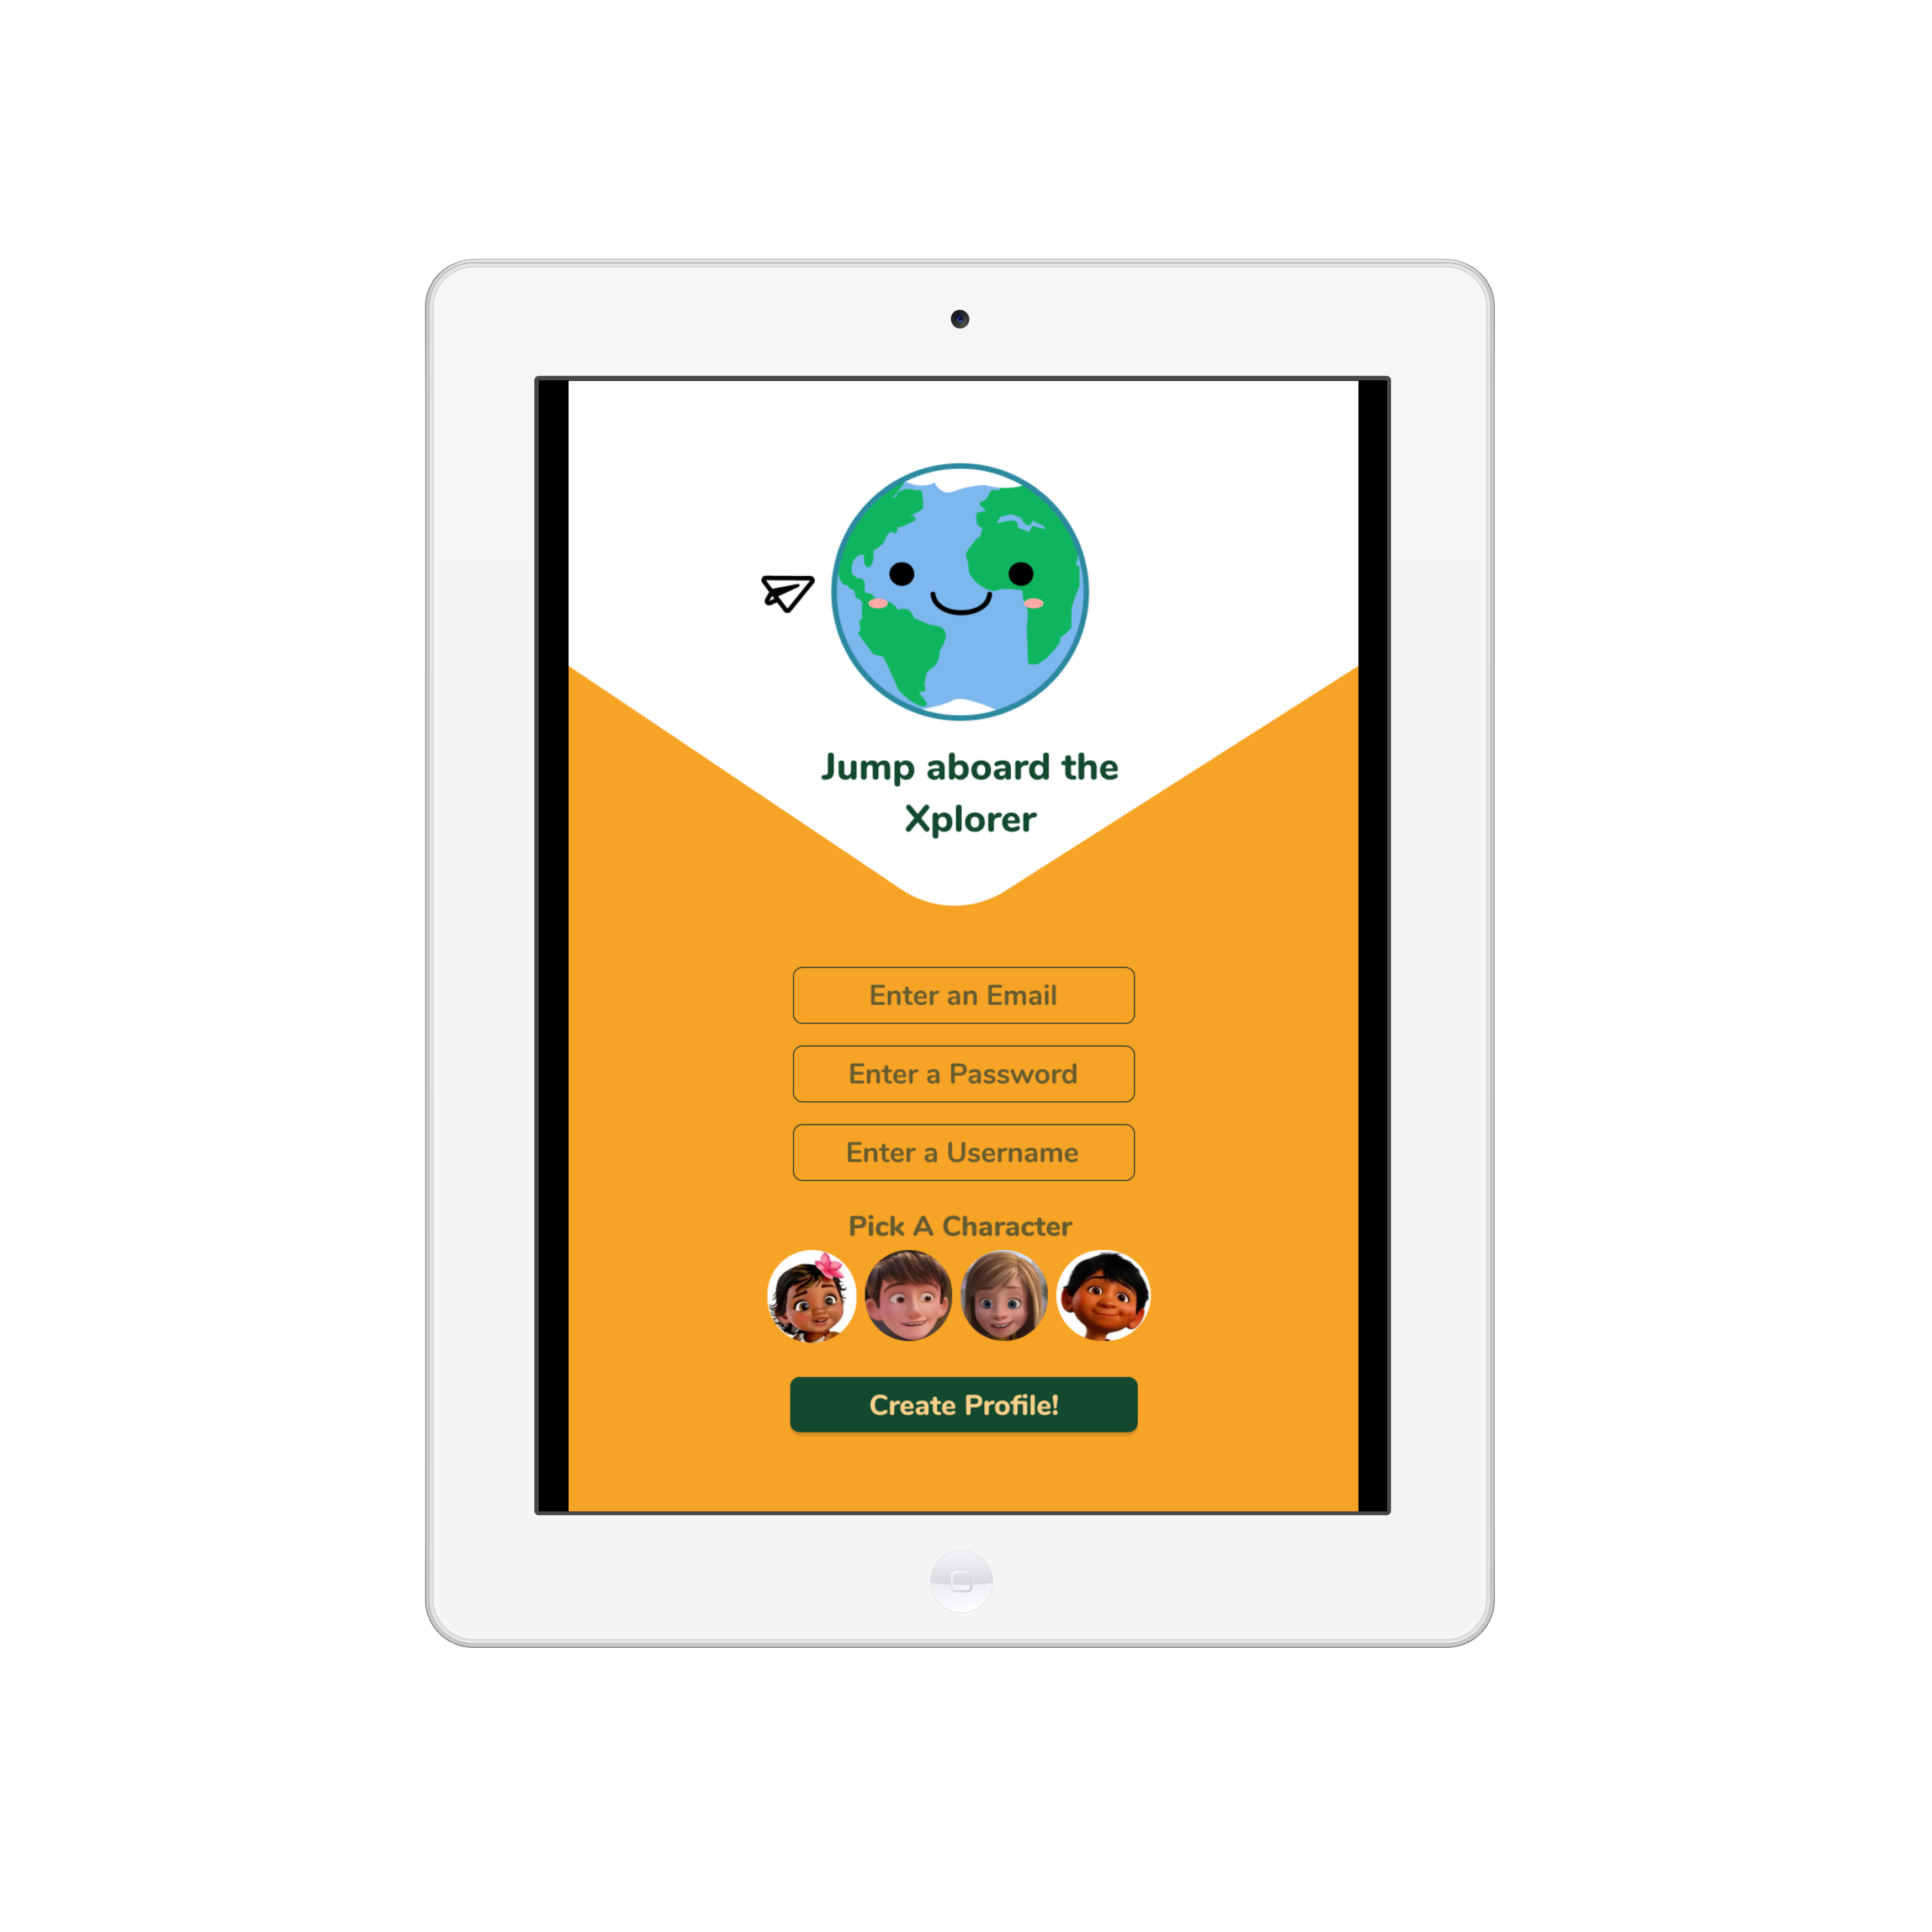 Jump aboard the
Xplorer
Enter an Email
Enter a Password
Enter a Username
Pick A Character
Create Profile!